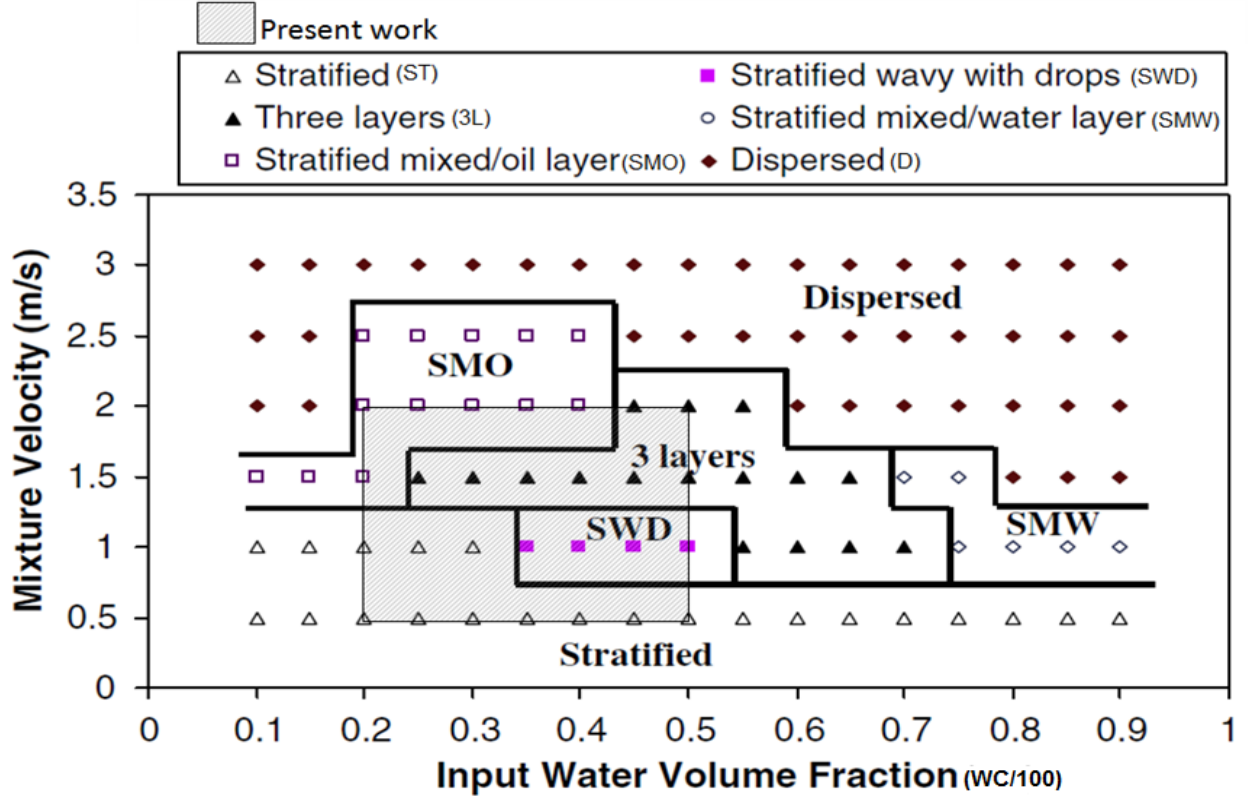 Present work
Stratified (ST)
Stratified wavy with drops (SWD)
Three layers (3L)
Stratified mixed/water layer (SMW)
Stratified mixed/oil layer(SMO)
Dispersed (D)
3.5
3
2.5
2
1.5
1
0.5
0
Mixture Velocity (m/s)
Dispersed
SMO
3 layers
SWD
SMW
Stratified
0 0.1 0.2 0.3 0.4 0.5 0.6 0.7 0.8 0.9 1
Input Water Volume Fraction (WC/100)